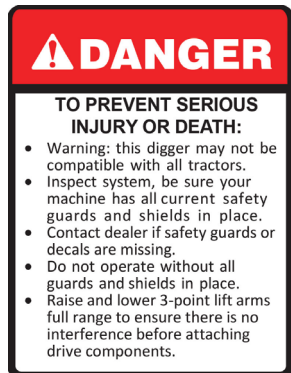 DANGER
TO PREVENT SERIOUS
INJURY OR DEATH:
• Warning: this digger may not be
compatible with all tractors.
• Inspect system, be sure your
machine has all current safety
guards and shields in place.
• Contact dealer if safety guards or
decals are missing.
• Do not operate without all
guards and shields in place.
• Raise and lower 3-point lift arms
full range to ensure there is no
interference before attaching
drive components.